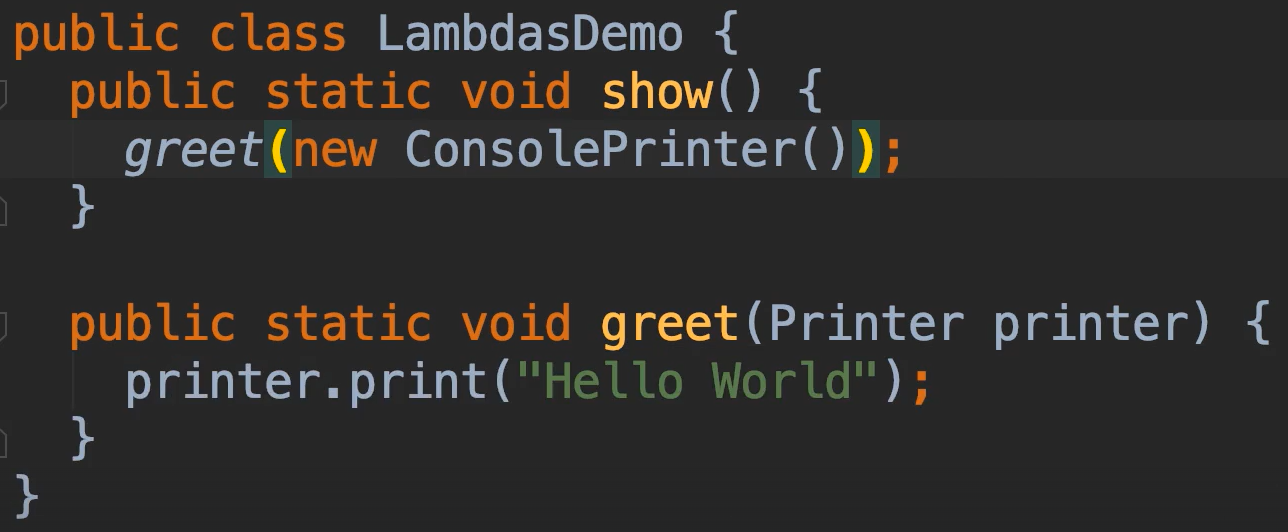 public class LambdasDemo {
  public static void show() {
    greet(new ConsolePrinter());
  }

  public static void greet(Printer printer) {
    printer.print("Hello World");
  }
}